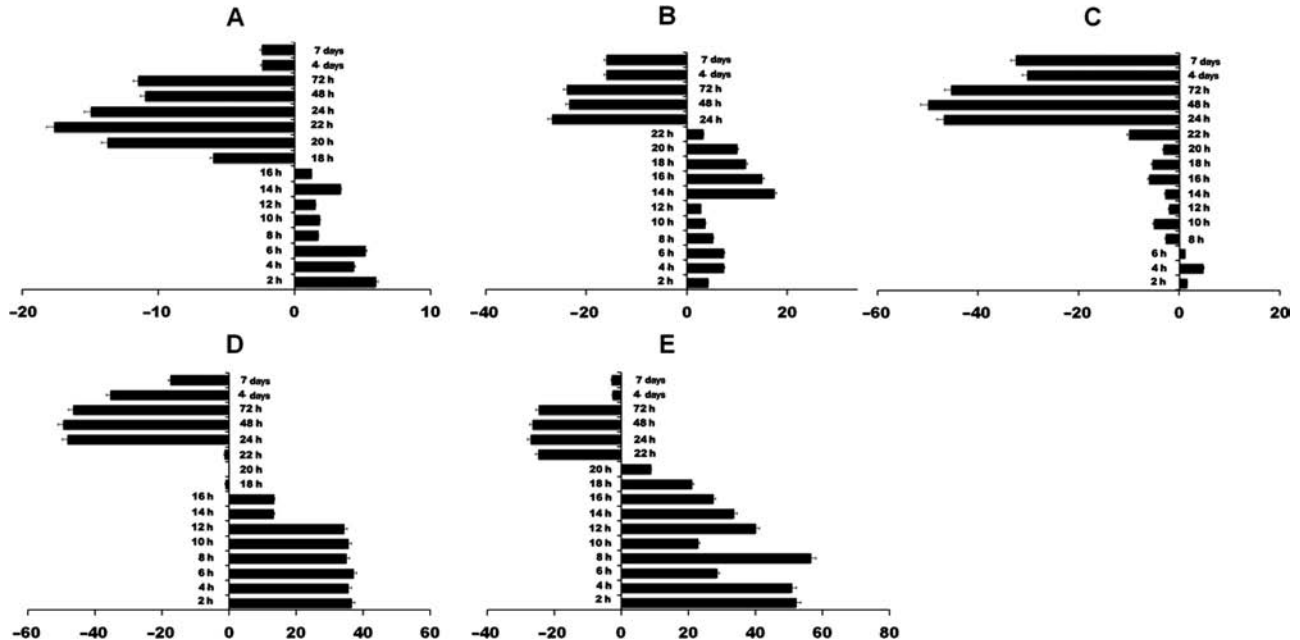 A
7 days
4 days
72 h
48 h
24 h
22 h
20 h
18 h
16 h
14 h
12 h
10 h
8 h
6 h
4 h
2 h
−20 −10 0 10
B
7 days
4 days
72 h
48 h
24 h
22 h
20 h
18 h
16 h
14 h
12 h
10 h
8 h
6 h
4 h
2 h
−40 −20 0 20
C
7 days
4 days
72 h
48 h
24 h
22 h
20 h
18 h
16 h
14 h
12 h
10 h
8 h
6 h
4 h
2 h
−60 −40 −20 0 20
D
7 days
4 days
72 h
48 h
24 h
22 h
20 h
18 h
16 h
14 h
12 h
10 h
8 h
6 h
4 h
2 h
−60 −40 −20 0 20 40 60
E
7 days
4 days
72 h
48 h
24 h
22 h
20 h
18 h
16 h
14 h
12 h
10 h
8 h
6 h
4 h
2 h
−40 −20 0 20 40 60 80